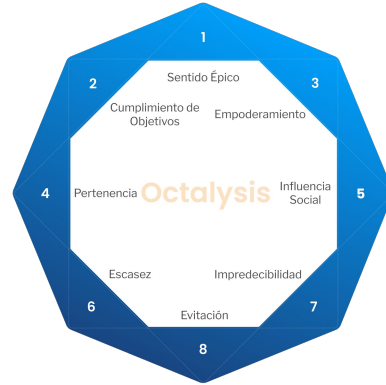 1
Sentido Épico
2
3
Cumplimiento de
Objetivos
Empoderamiento
4
Pertenencia
Octalysis
Influencia
Social
5
Escasez
Impredecibilidad
6
7
Evitación
8